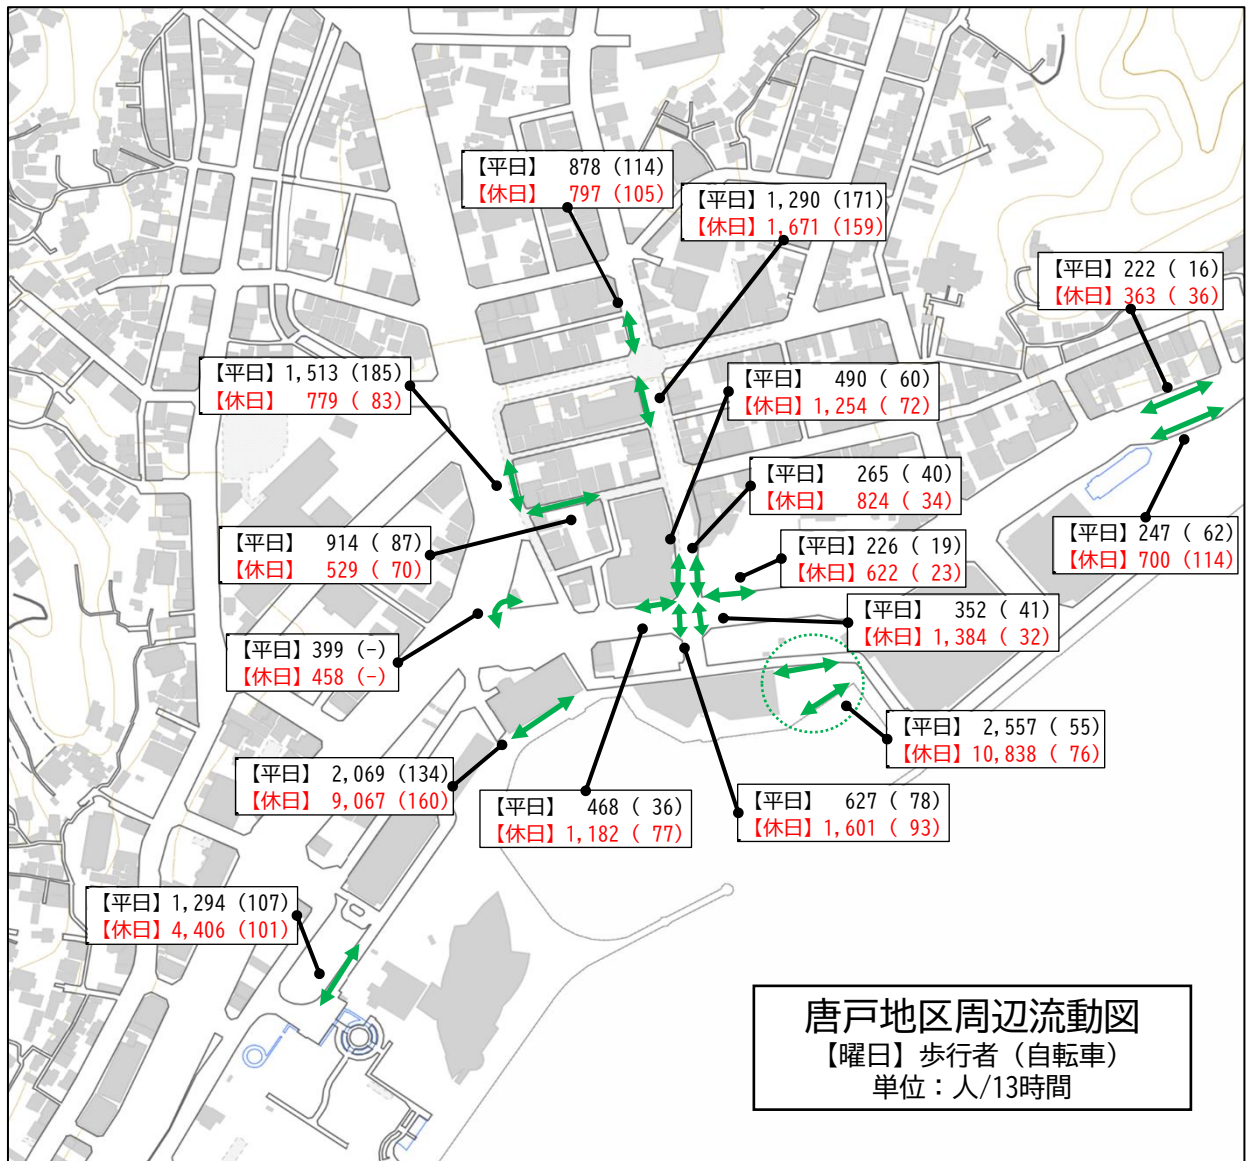 【平日】 878 (114)
【休日】 797 (105)
【平日】1,290 (171)
【休日】1,671 (159)
【平日】222 ( 16)
【休日】363 ( 36)
【平日】1,513 (185)
【休日】 779 ( 83)
【平日】 490 ( 60)
【休日】1,254 ( 72)
【平日】 265 ( 40)
【休日】 824 ( 34)
【平日】247 ( 62)
【休日】700 (114)
【平日】 914 ( 87)
【休日】 529 ( 70)
【平日】226 ( 19)
【休日】622 ( 23)
【平日】 352 ( 41)
【休日】1,384 ( 32)
【平日】399 (-)
【休日】458 (-)
【平日】 2,557 ( 55)
【休日】10,838 ( 76)
【平日】 2,069 (134)
【休日】 9,067 (160)
【平日】 468 ( 36)
【休日】1,182 ( 77)
【平日】 627 ( 78)
【休日】1,601 ( 93)
【平日】1,294 (107)
【休日】4,406 (101)
唐戸地区周辺流動図
【曜日】歩行者（自転車）
単位：人/13時間